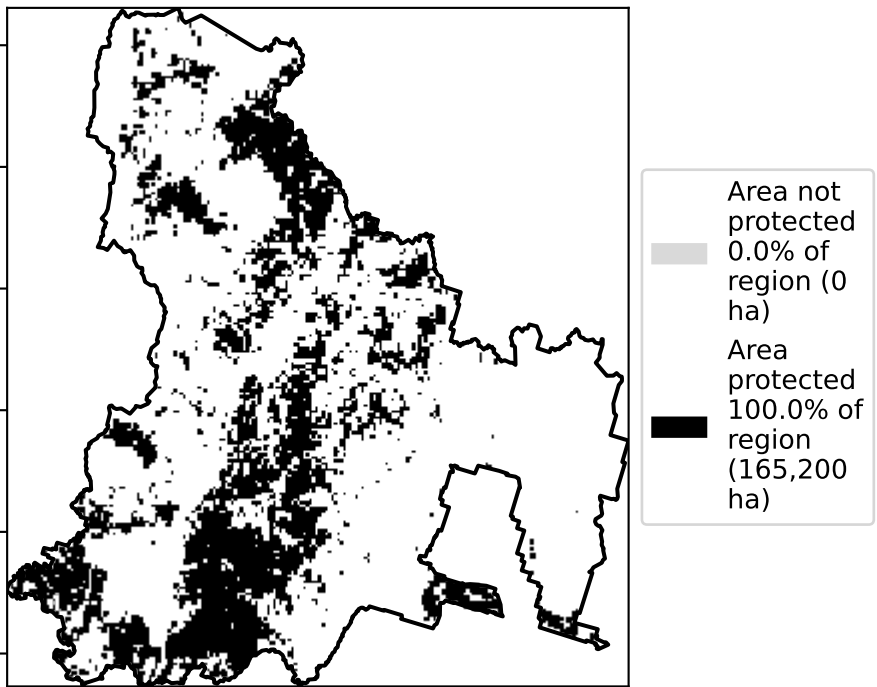 Area not
protected
0.0% of
region (0
ha)
Area
protected
100.0% of
region
(165,200
ha)